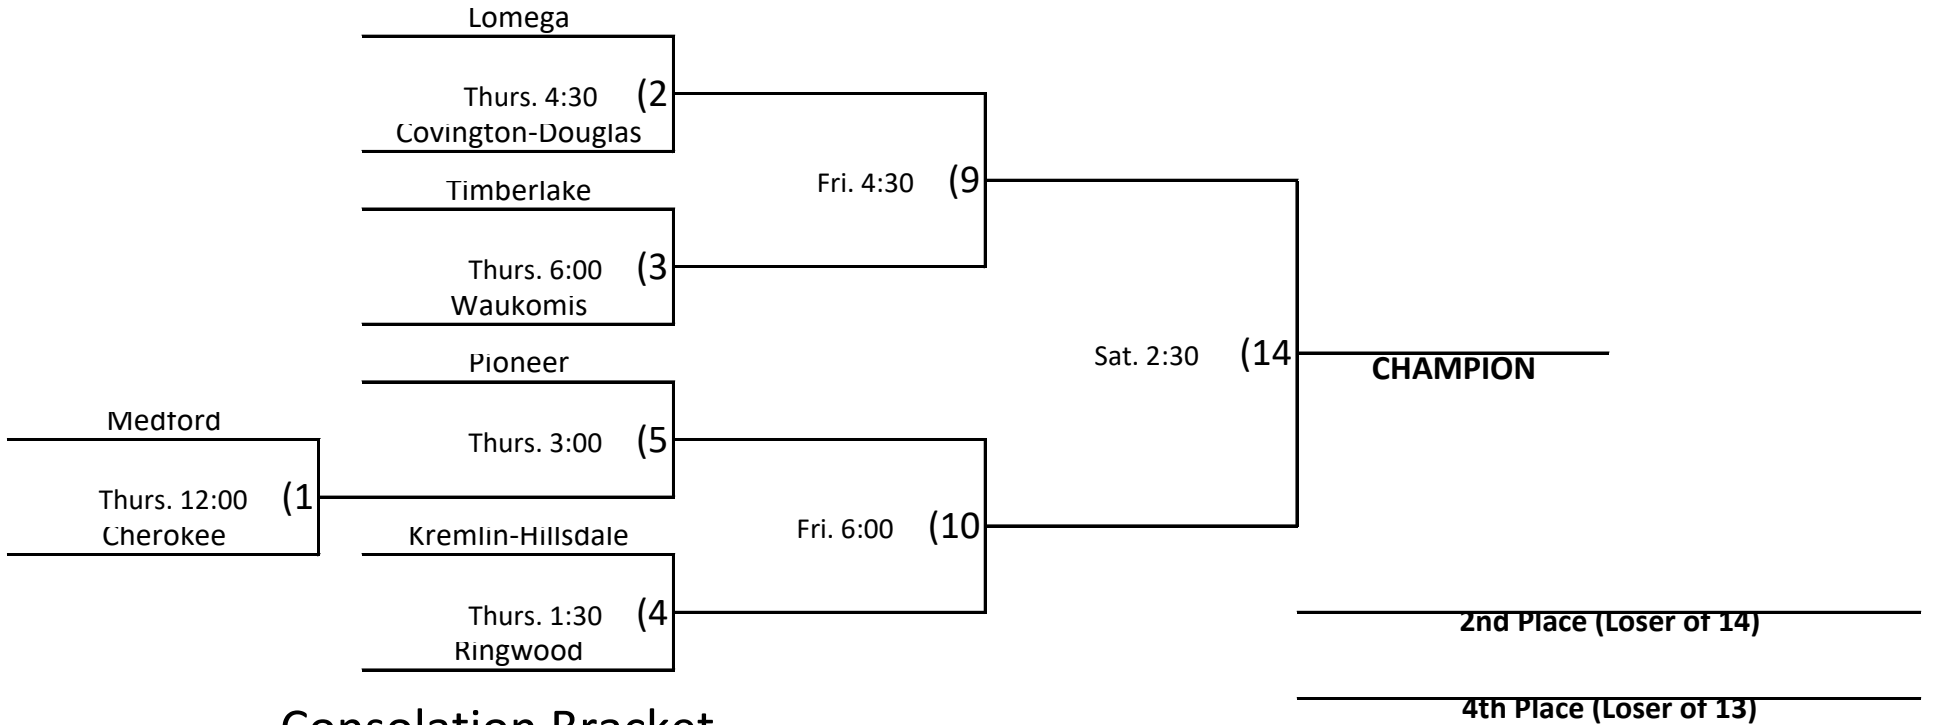 Lomega
Thurs. 4:30 (2
Covington-Douglas
Timberlake
Fri. 4:30 (9
Thurs. 6:00 (3
Waukomis
Pioneer
Sat. 2:30 (14
CHAMPION
Medford
Thurs. 3:00 (5
Thurs. 12:00 (1
Cherokee
Kremlin-Hillsdale
Fri. 6:00 (10
Thurs. 1:30 (4
Ringwood
2nd Place (Loser of 14)
4th Place (Loser of 13)
Consolation Bracket